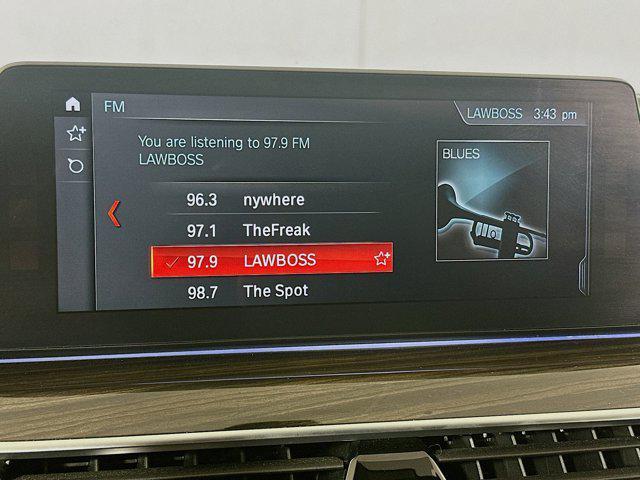 FM
LAWBOSS 3:43 pm
You are listening to 97.9 FM
LAWBOSS
BLUES
96.3 nywhere
97.1 TheFreak
97.9 LAWBOSS
98.7 The Spot